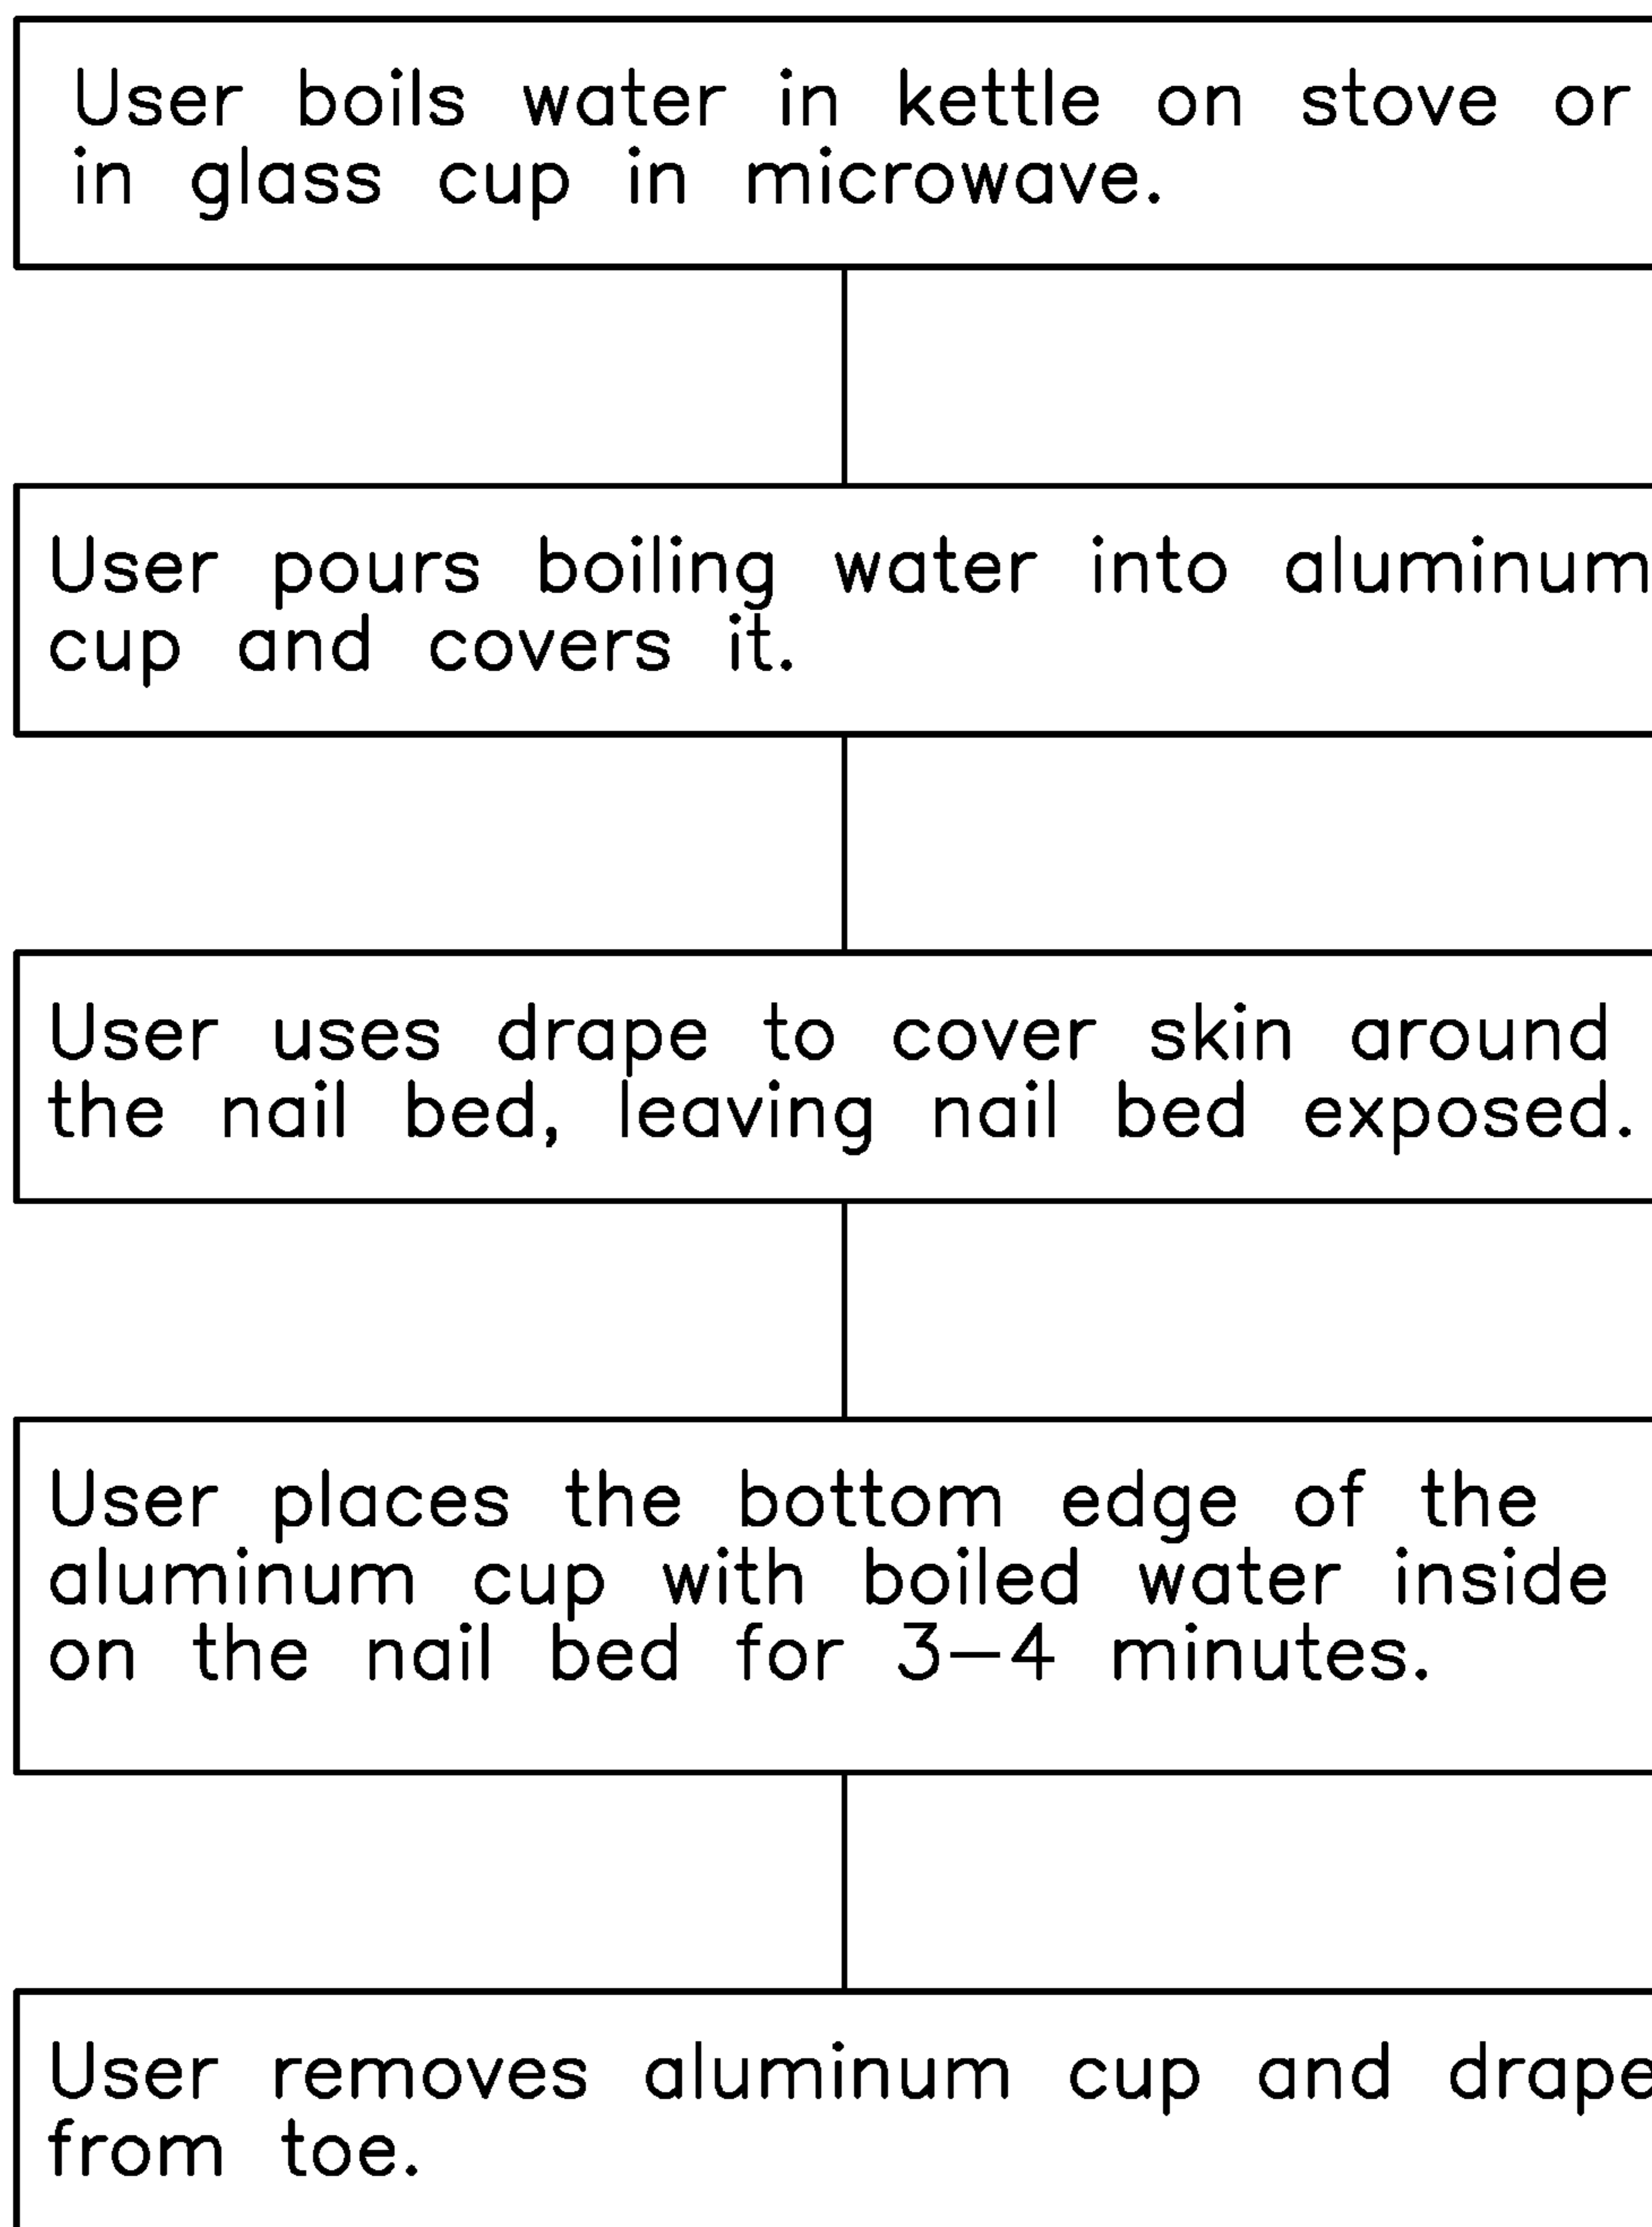 User boils water in kettle on stove or
in glass cup in microwave.
User pours boiling water into aluminum
cup and covers it.
User uses drape to cover skin around
the nail bed, leaving nail bed exposed.
User places the bottom edge of the
aluminum cup with boiled water inside
on the nail bed for 3–4 minutes.
User removes aluminum cup and drape
from toe.